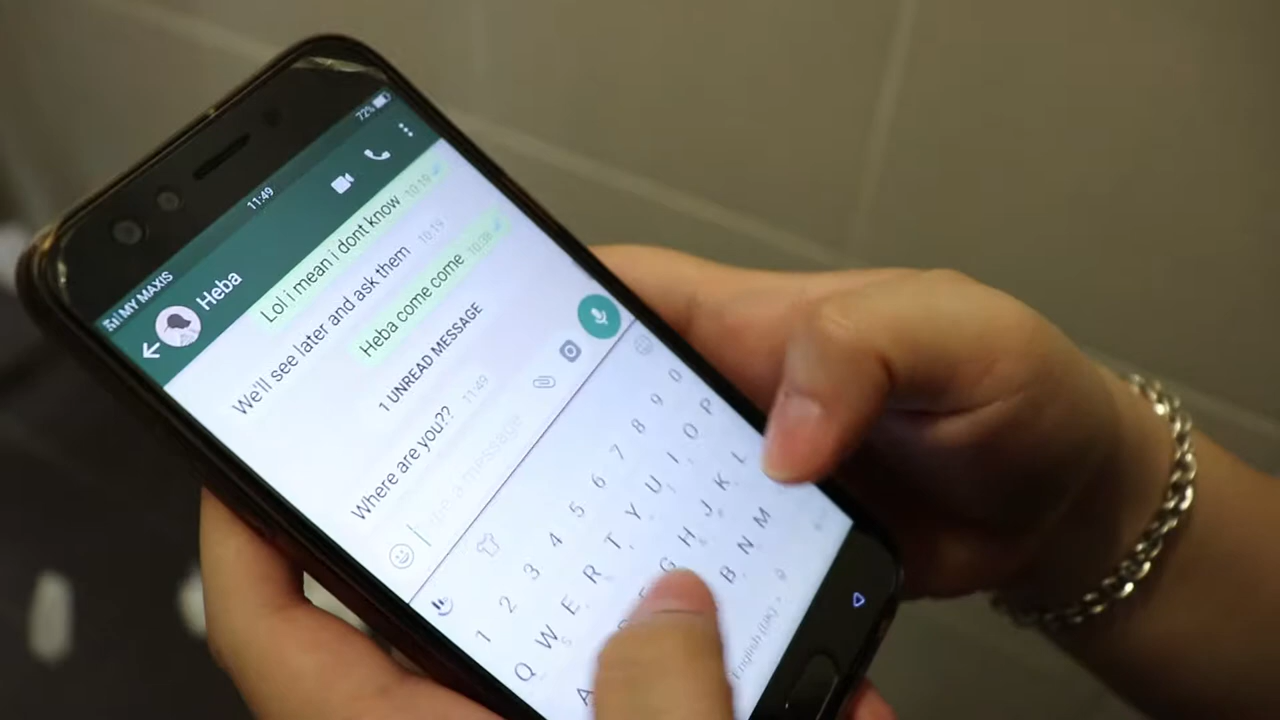 MY MAXIS 11:49 72%
Heba
Lol i mean i dont know 10:19
We'll see later and ask them 10:19
Heba come come 10:38
1 UNREAD MESSAGE
Where are you?? 11:49
a message
1 2 3 4 5 6 7 8 9 0
Q W E R T Y U I O P
A G H J K L
B N M
English (UK)